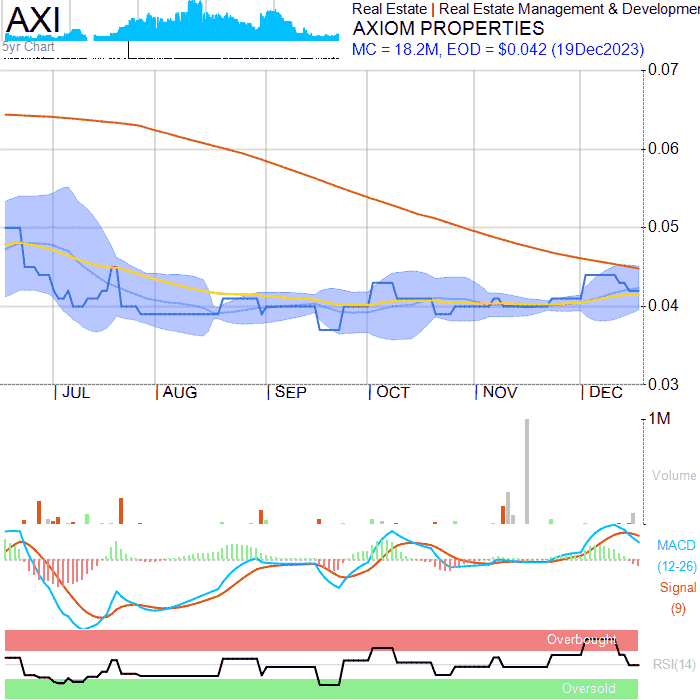 AXI
Real Estate | Real Estate Management & Developmen
AXIOM PROPERTIES
MC = 18.2M, EOD = $0.042 (19Dec2023)
5yr Chart
0.07
0.06
0.05
0.04
0.03
JUL AUG SEP OCT NOV DEC
1M
Volume
MACD
(12-26)
Signal
(9)
Overbought
RSI(14)
Oversold